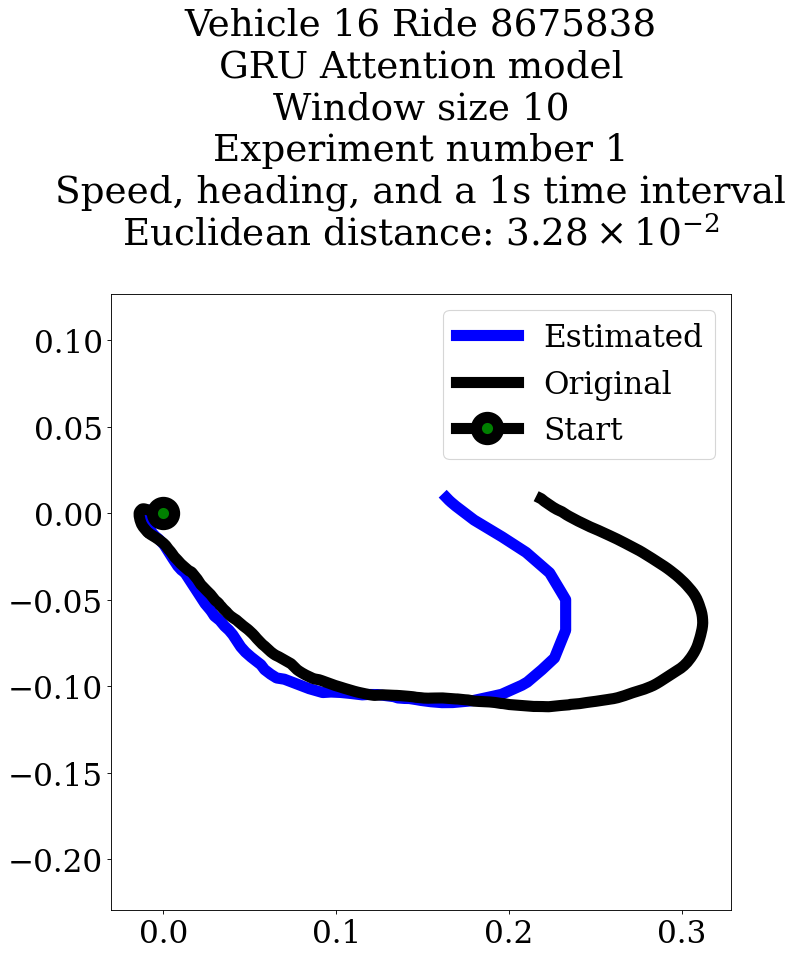 Vehicle 16 Ride 8675838
GRU Attention model
Window size 10
Experiment number 1
Speed, heading, and a 1s time interval
Euclidean distance: 3.28 × 10⁻²
Estimated
Original
Start
0.10
0.05
0.00
−0.05
−0.10
−0.15
−0.20
0.0 0.1 0.2 0.3